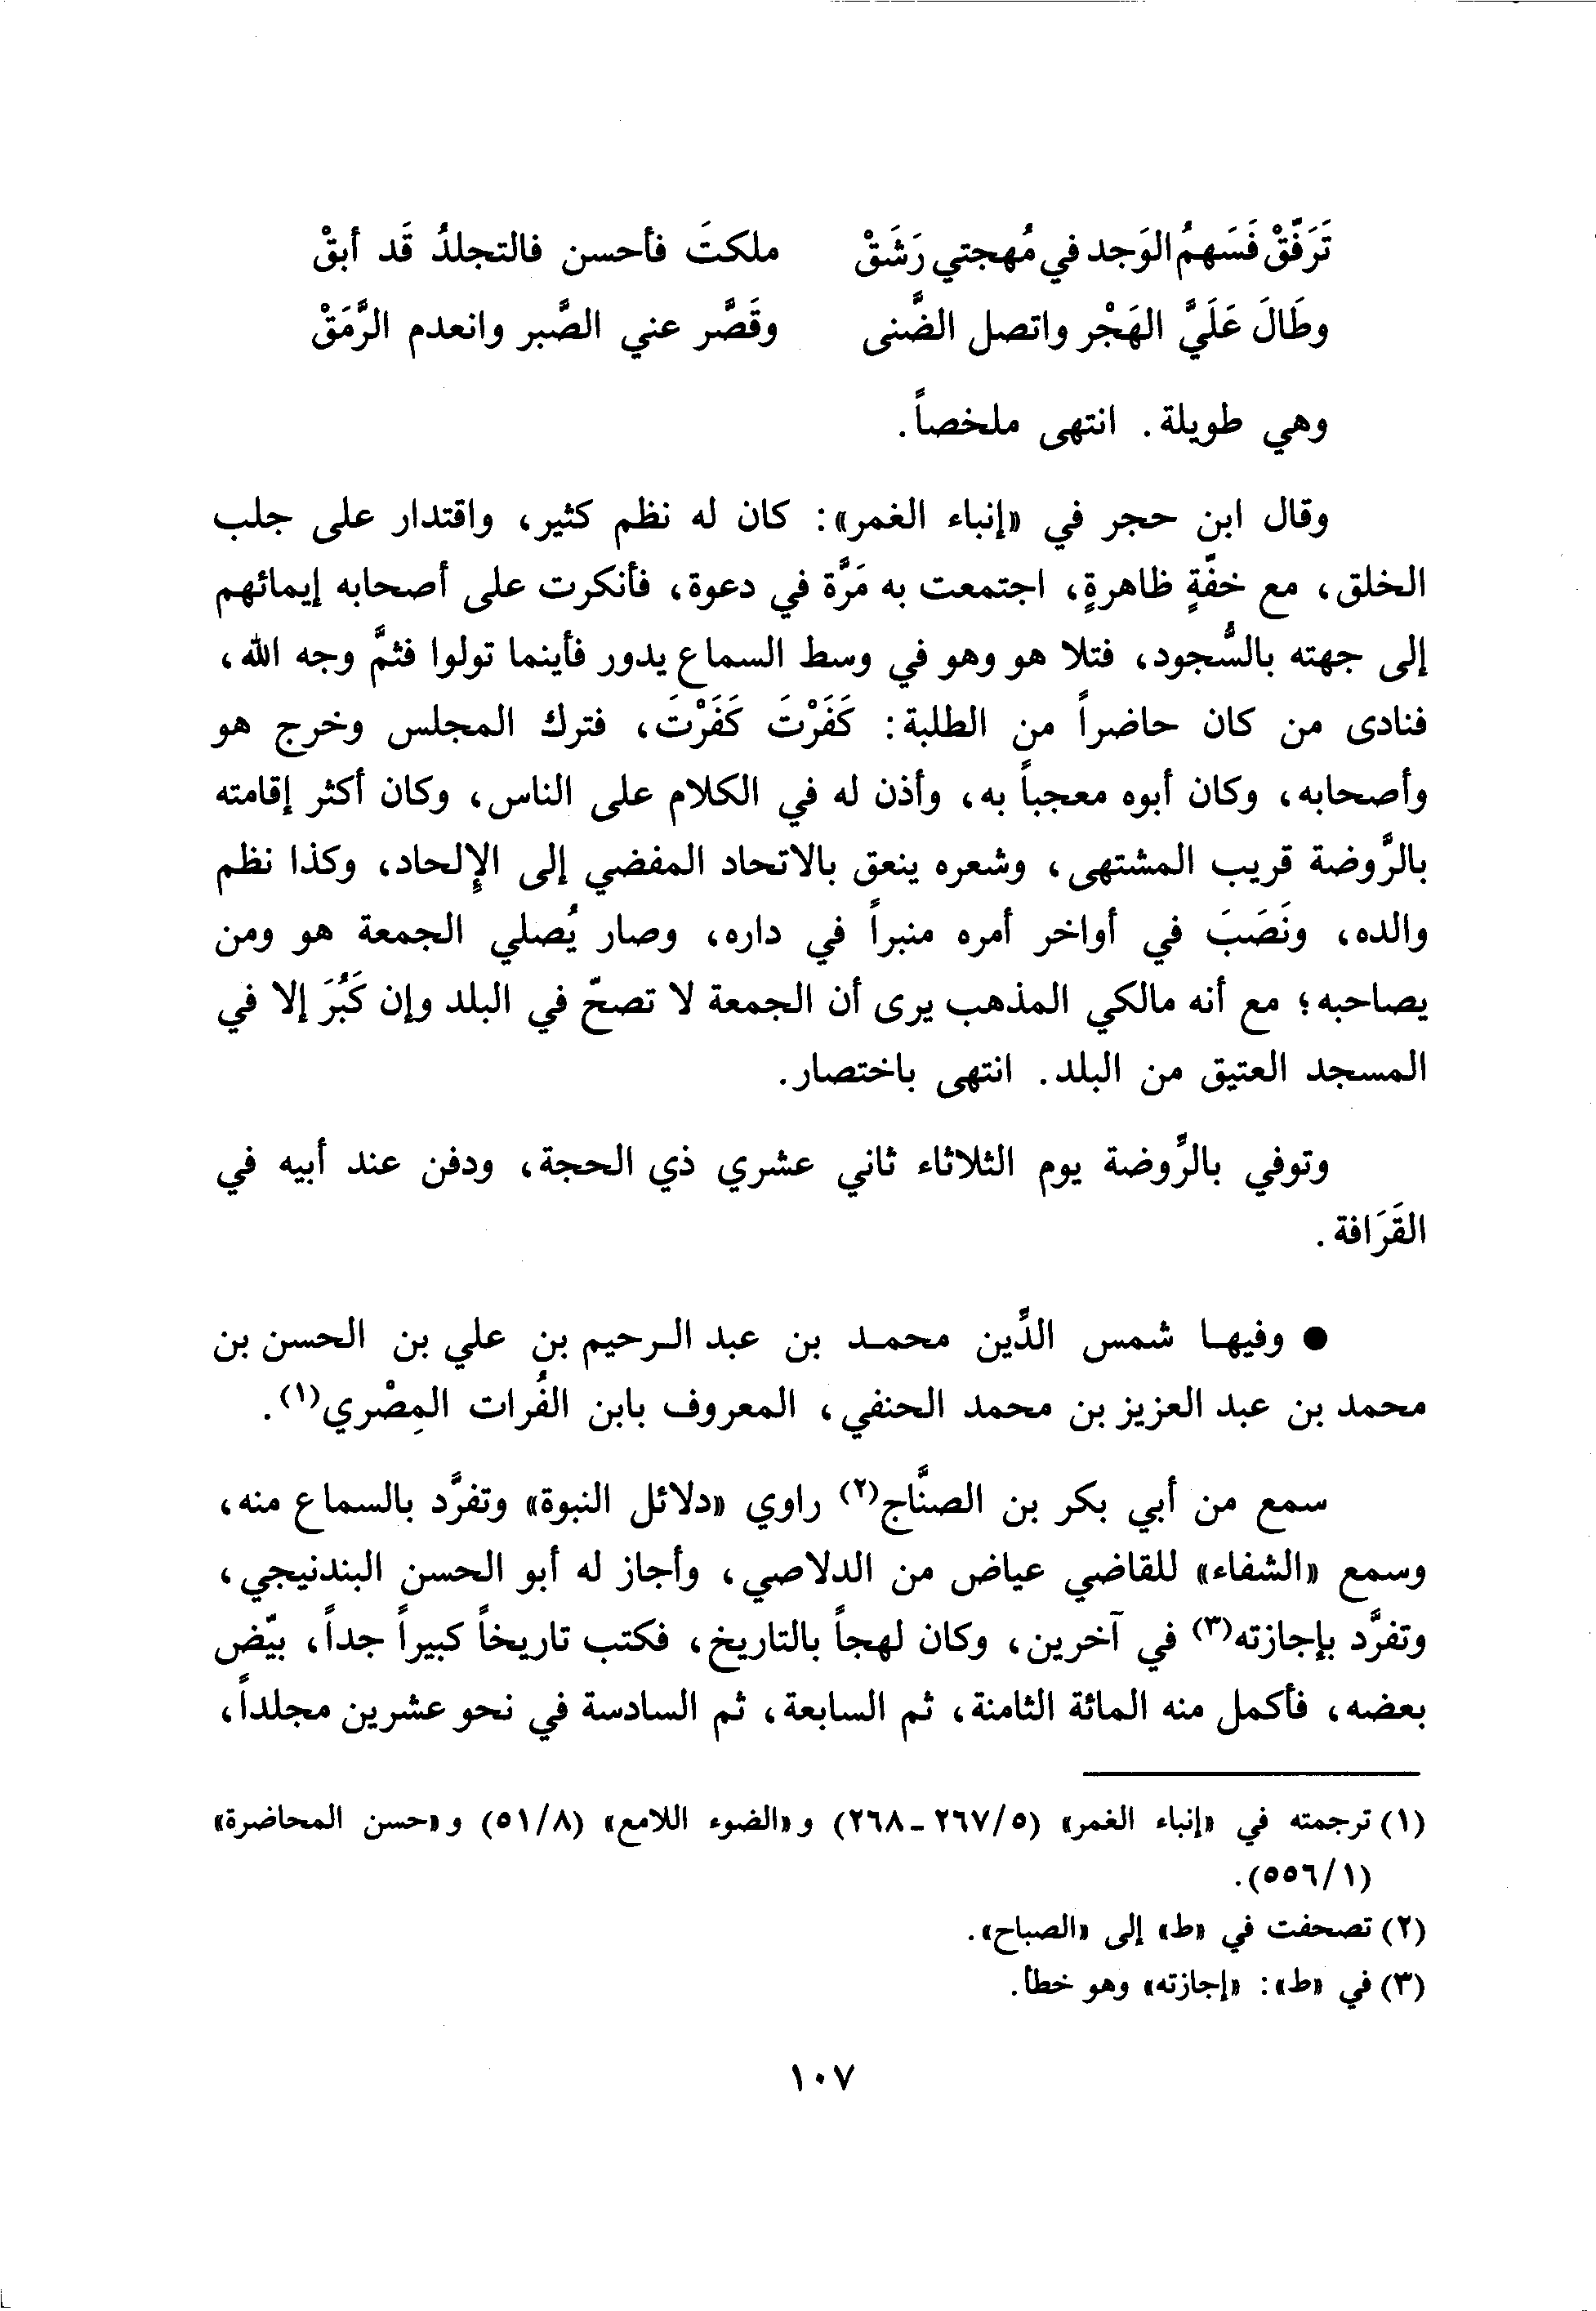 تَرَفَّقْ فَسَهمُ الوَجد في مُهجتي رَشَقْ ملكتَ فأحسن فالتجلدُ قَد أبقْ
وطَالَ عَلَيَّ الهَجْر واتصل الضَّنى وقَصَّر عني الصَّبر وانعدم الرَّمَقْ
وهي طويلة. انتهى ملخصاً.
وقال ابن حجر في «إنباء الغمر»: كان له نظم كثير، واقتدار على جلب
الخلق، مع خفّةٍ ظاهرةٍ، اجتمعت به مَرَّة في دعوة، فأنكرت على أصحابه إيمائهم
إلى جهته بالسُّجود، فتلا هو وهو في وسط السماع يدور فأينما تولوا فثمَّ وجه الله،
فنادى من كان حاضراً من الطلبة: كَفَرْتَ كَفَرْتَ، فترك المجلس وخرج هو
وأصحابه، وكان أبوه معجباً به، وأذن له في الكلام على الناس، وكان أكثر إقامته
بالرَّوضة قريب المشتهى، وشعره ينعق بالاتحاد المفضي إلى الإلحاد، وكذا نظم
والده، ونَصَبَ في أواخر أمره منبراً في داره، وصار يُصلي الجمعة هو ومن
يصاحبه؛ مع أنه مالكي المذهب يرى أن الجمعة لا تصحّ في البلد وإن كَبُرَ إلا في
المسجد العتيق من البلد. انتهى باختصار.
وتوفي بالرَّوضة يوم الثلاثاء ثاني عشري ذي الحجة، ودفن عند أبيه في
القَرَافة.
● وفيهـا شمس الدِّين محمـد بن عبد الـرحيم بن علي بن الحسن بن
محمد بن عبد العزيز بن محمد الحنفي، المعروف بابن الفُرات المِصْري(١).
سمع من أبي بكر بن الصنَّاج(٢) راوي «دلائل النبوة» وتفرَّد بالسماع منه،
وسمع «الشفاء» للقاضي عياض من الدلاصي، وأجاز له أبو الحسن البندنيجي،
وتفرَّد بإجازته(٣) في آخرين، وكان لهجاً بالتاريخ، فكتب تاريخاً كبيراً جداً، بيّض
بعضه، فأكمل منه المائة الثامنة، ثم السابعة، ثم السادسة في نحو عشرين مجلداً،
(١) ترجمته في «إنباء الغمر» (٥/٢٦٧ـ ٢٦٨) و«الضوء اللامع» (٨/٥١) و«حسن المحاضرة»
(١/٥٥٦).
(٢) تصحفت في «ط» إلى «الصباح».
(٣) في «ط»: «إجازته» وهو خطأ.
١٠٧